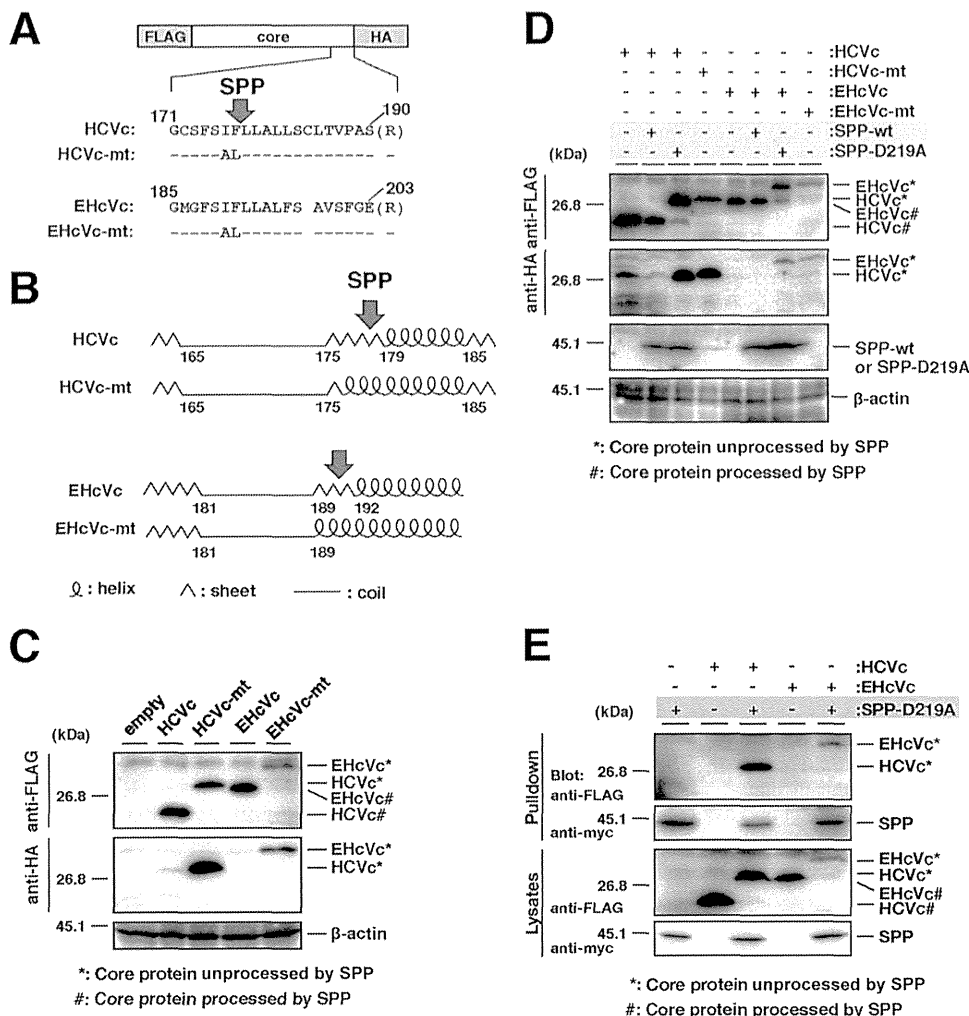 A
FLAG core HA
SPP
171 190
HCVc: GCSFSIFLLALLSCLTVPAS(R)
HCVc-mt: -----AL------------- -
185 203
EHcVc: GMGFSIFLLALFS AVSFGE(R)
EHcVc-mt: -----AL------ ------ -
B
SPP
HCVc
165 175 179 185
HCVc-mt
165 175 185
EHcVc
181 189 192
EHcVc-mt
181 189
: helix : sheet : coil
C
empty HCVc HCVc-mt EHcVc EHcVc-mt
(kDa)
anti-FLAG
26.8
EHcVc*
HCVc*
EHcVc#
HCVc#
anti-HA
26.8
EHcVc*
HCVc*
45.1
β-actin
*: Core protein unprocessed by SPP
#: Core protein processed by SPP
D
+ + + - - - - - :HCVc
- - - + - - - - :HCVc-mt
- - - - + + + - :EHcVc
- - - - - - - + :EHcVc-mt
- + - - - + - - :SPP-wt
- - + - - - + - :SPP-D219A
(kDa)
anti-FLAG
26.8
EHcVc*
HCVc*
EHcVc#
HCVc#
anti-HA
26.8
EHcVc*
HCVc*
45.1
SPP-wt
or SPP-D219A
45.1
β-actin
*: Core protein unprocessed by SPP
#: Core protein processed by SPP
E
- + + - - :HCVc
- - - + + :EHcVc
+ - + - + :SPP-D219A
(kDa)
Pulldown
Blot:
26.8
anti-FLAG
EHcVc*
HCVc*
45.1
anti-myc
SPP
Lysates
26.8
anti-FLAG
EHcVc*
HCVc*
EHcVc#
HCVc#
45.1
anti-myc
SPP
*: Core protein unprocessed by SPP
#: Core protein processed by SPP